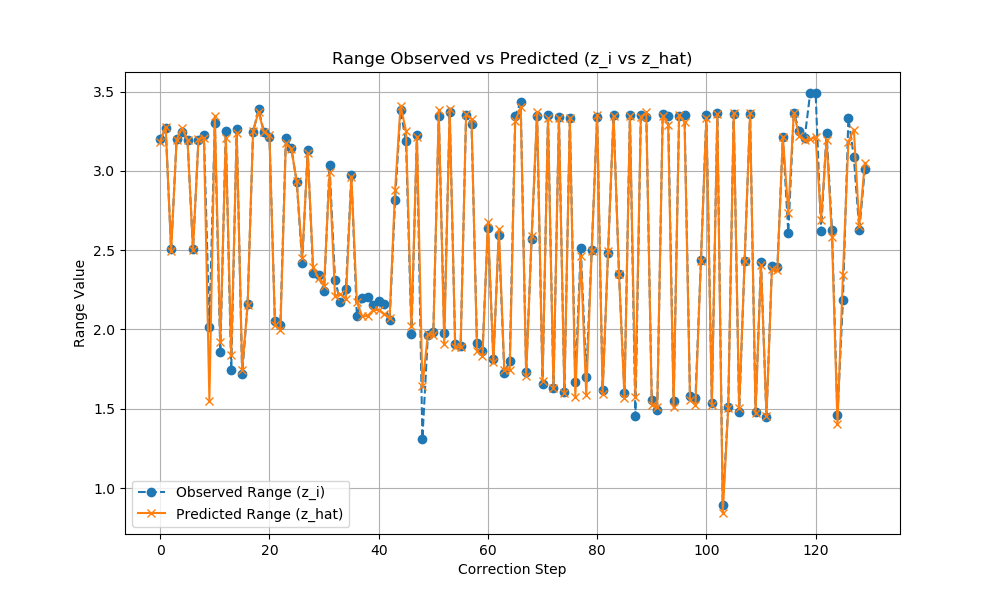 Range Observed vs Predicted (z_i vs z_hat)
3.5
3.0
2.5
2.0
1.5
1.0
Range Value
Observed Range (z_i)
Predicted Range (z_hat)
0 20 40 60 80 100 120
Correction Step